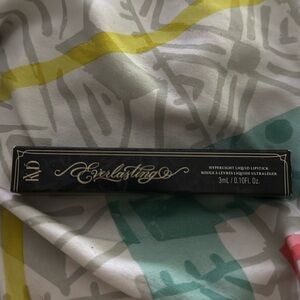 Everlasting
HYPERLIGHT LIQUID LIPSTICK
ROUGE À LÈVRES LIQUIDE ULTRALÉGER
3mL / 0.10Fl. Oz.